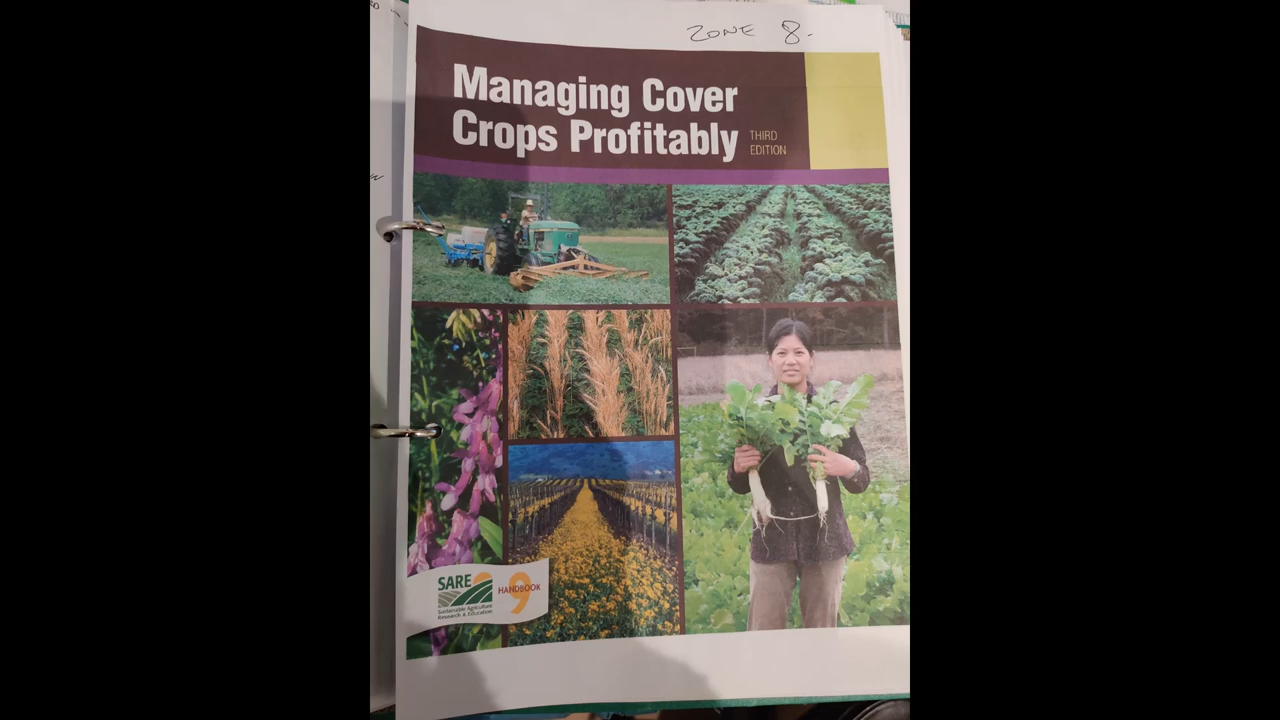 ZONE 8.
Managing Cover
Crops Profitably
THIRD
EDITION
SARE
Sustainable Agriculture
Research & Education
HANDBOOK
9